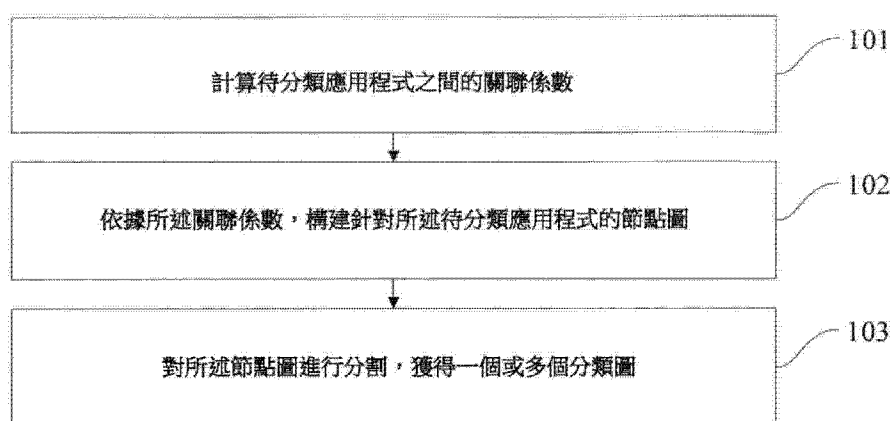 計算待分類應用程式之間的關聯係數
101
依據所述關聯係數，構建針對所述待分類應用程式的節點圖
102
對所述節點圖進行分割，獲得一個或多個分類圖
103